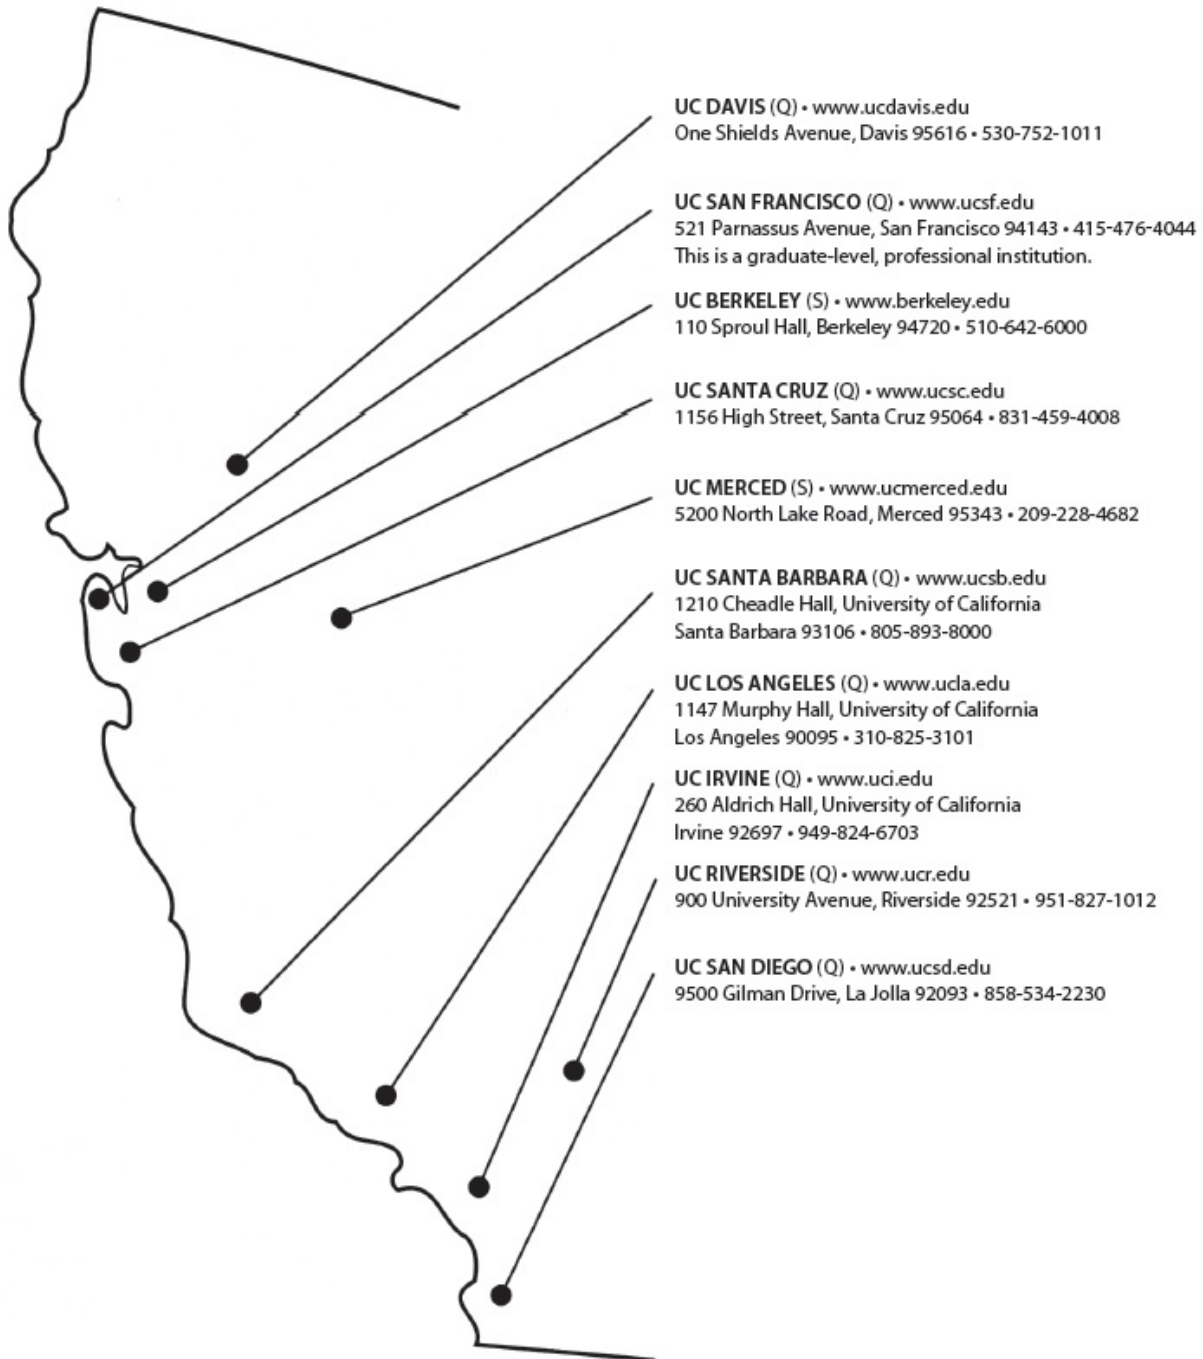 UC DAVIS (Q) • www.ucdavis.edu
One Shields Avenue, Davis 95616 • 530-752-1011
UC SAN FRANCISCO (Q) • www.ucsf.edu
521 Parnassus Avenue, San Francisco 94143 • 415-476-4044
This is a graduate-level, professional institution.
UC BERKELEY (S) • www.berkeley.edu
110 Sproul Hall, Berkeley 94720 • 510-642-6000
UC SANTA CRUZ (Q) • www.ucsc.edu
1156 High Street, Santa Cruz 95064 • 831-459-4008
UC MERCED (S) • www.ucmerced.edu
5200 North Lake Road, Merced 95343 • 209-228-4682
UC SANTA BARBARA (Q) • www.ucsb.edu
1210 Cheadle Hall, University of California
Santa Barbara 93106 • 805-893-8000
UC LOS ANGELES (Q) • www.ucla.edu
1147 Murphy Hall, University of California
Los Angeles 90095 • 310-825-3101
UC IRVINE (Q) • www.uci.edu
260 Aldrich Hall, University of California
Irvine 92697 • 949-824-6703
UC RIVERSIDE (Q) • www.ucr.edu
900 University Avenue, Riverside 92521 • 951-827-1012
UC SAN DIEGO (Q) • www.ucsd.edu
9500 Gilman Drive, La Jolla 92093 • 858-534-2230